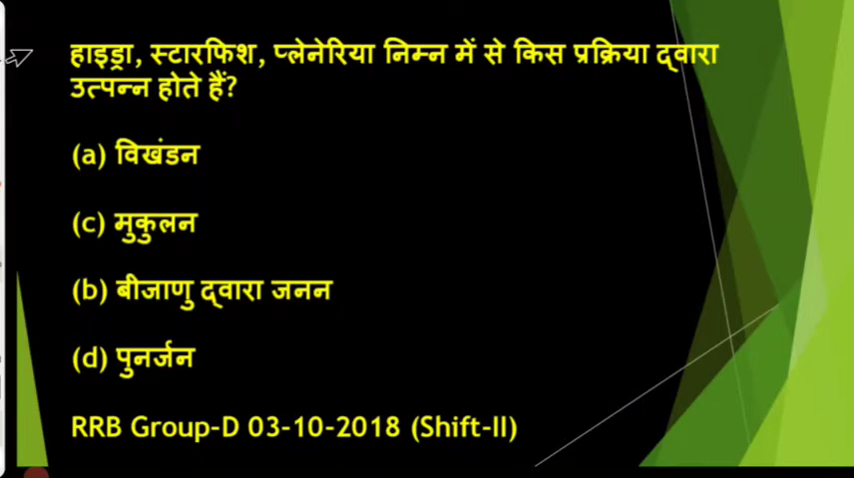 हाइड्रा, स्टारफिश, प्लेनेरिया निम्न में से किस प्रक्रिया द्वारा
उत्पन्न होते हैं?
(a) विखंडन
(c) मुकुलन
(b) बीजाणु द्वारा जनन
(d) पुनर्जन
RRB Group-D 03-10-2018 (Shift-II)